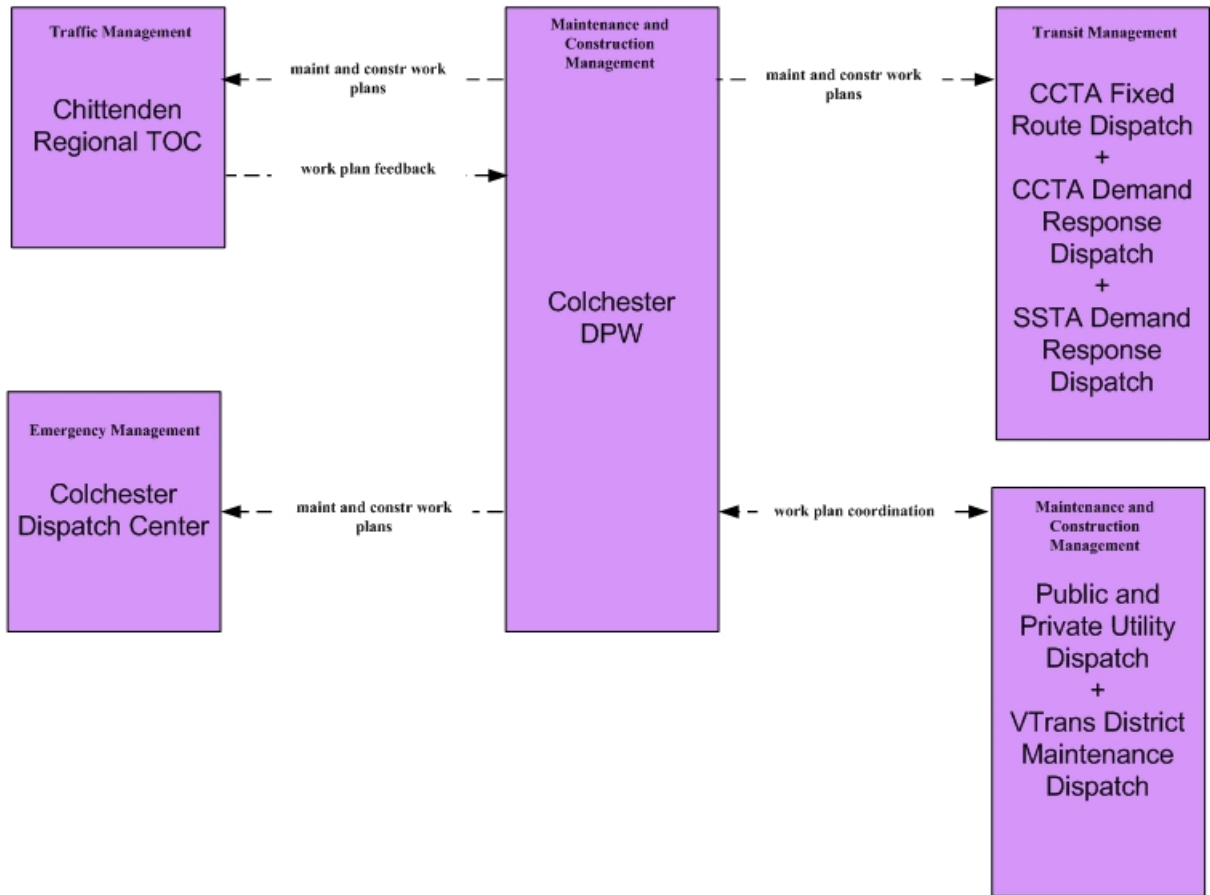 Traffic Management
Chittenden
Regional TOC
maint and constr work
plans
work plan feedback
Maintenance and
Construction
Management
Colchester
DPW
maint and constr work
plans
Transit Management
CCTA Fixed
Route Dispatch
+
CCTA Demand
Response
Dispatch
+
SSTA Demand
Response
Dispatch
Emergency Management
Colchester
Dispatch Center
maint and constr work
plans
work plan coordination
Maintenance and
Construction
Management
Public and
Private Utility
Dispatch
+
VTrans District
Maintenance
Dispatch